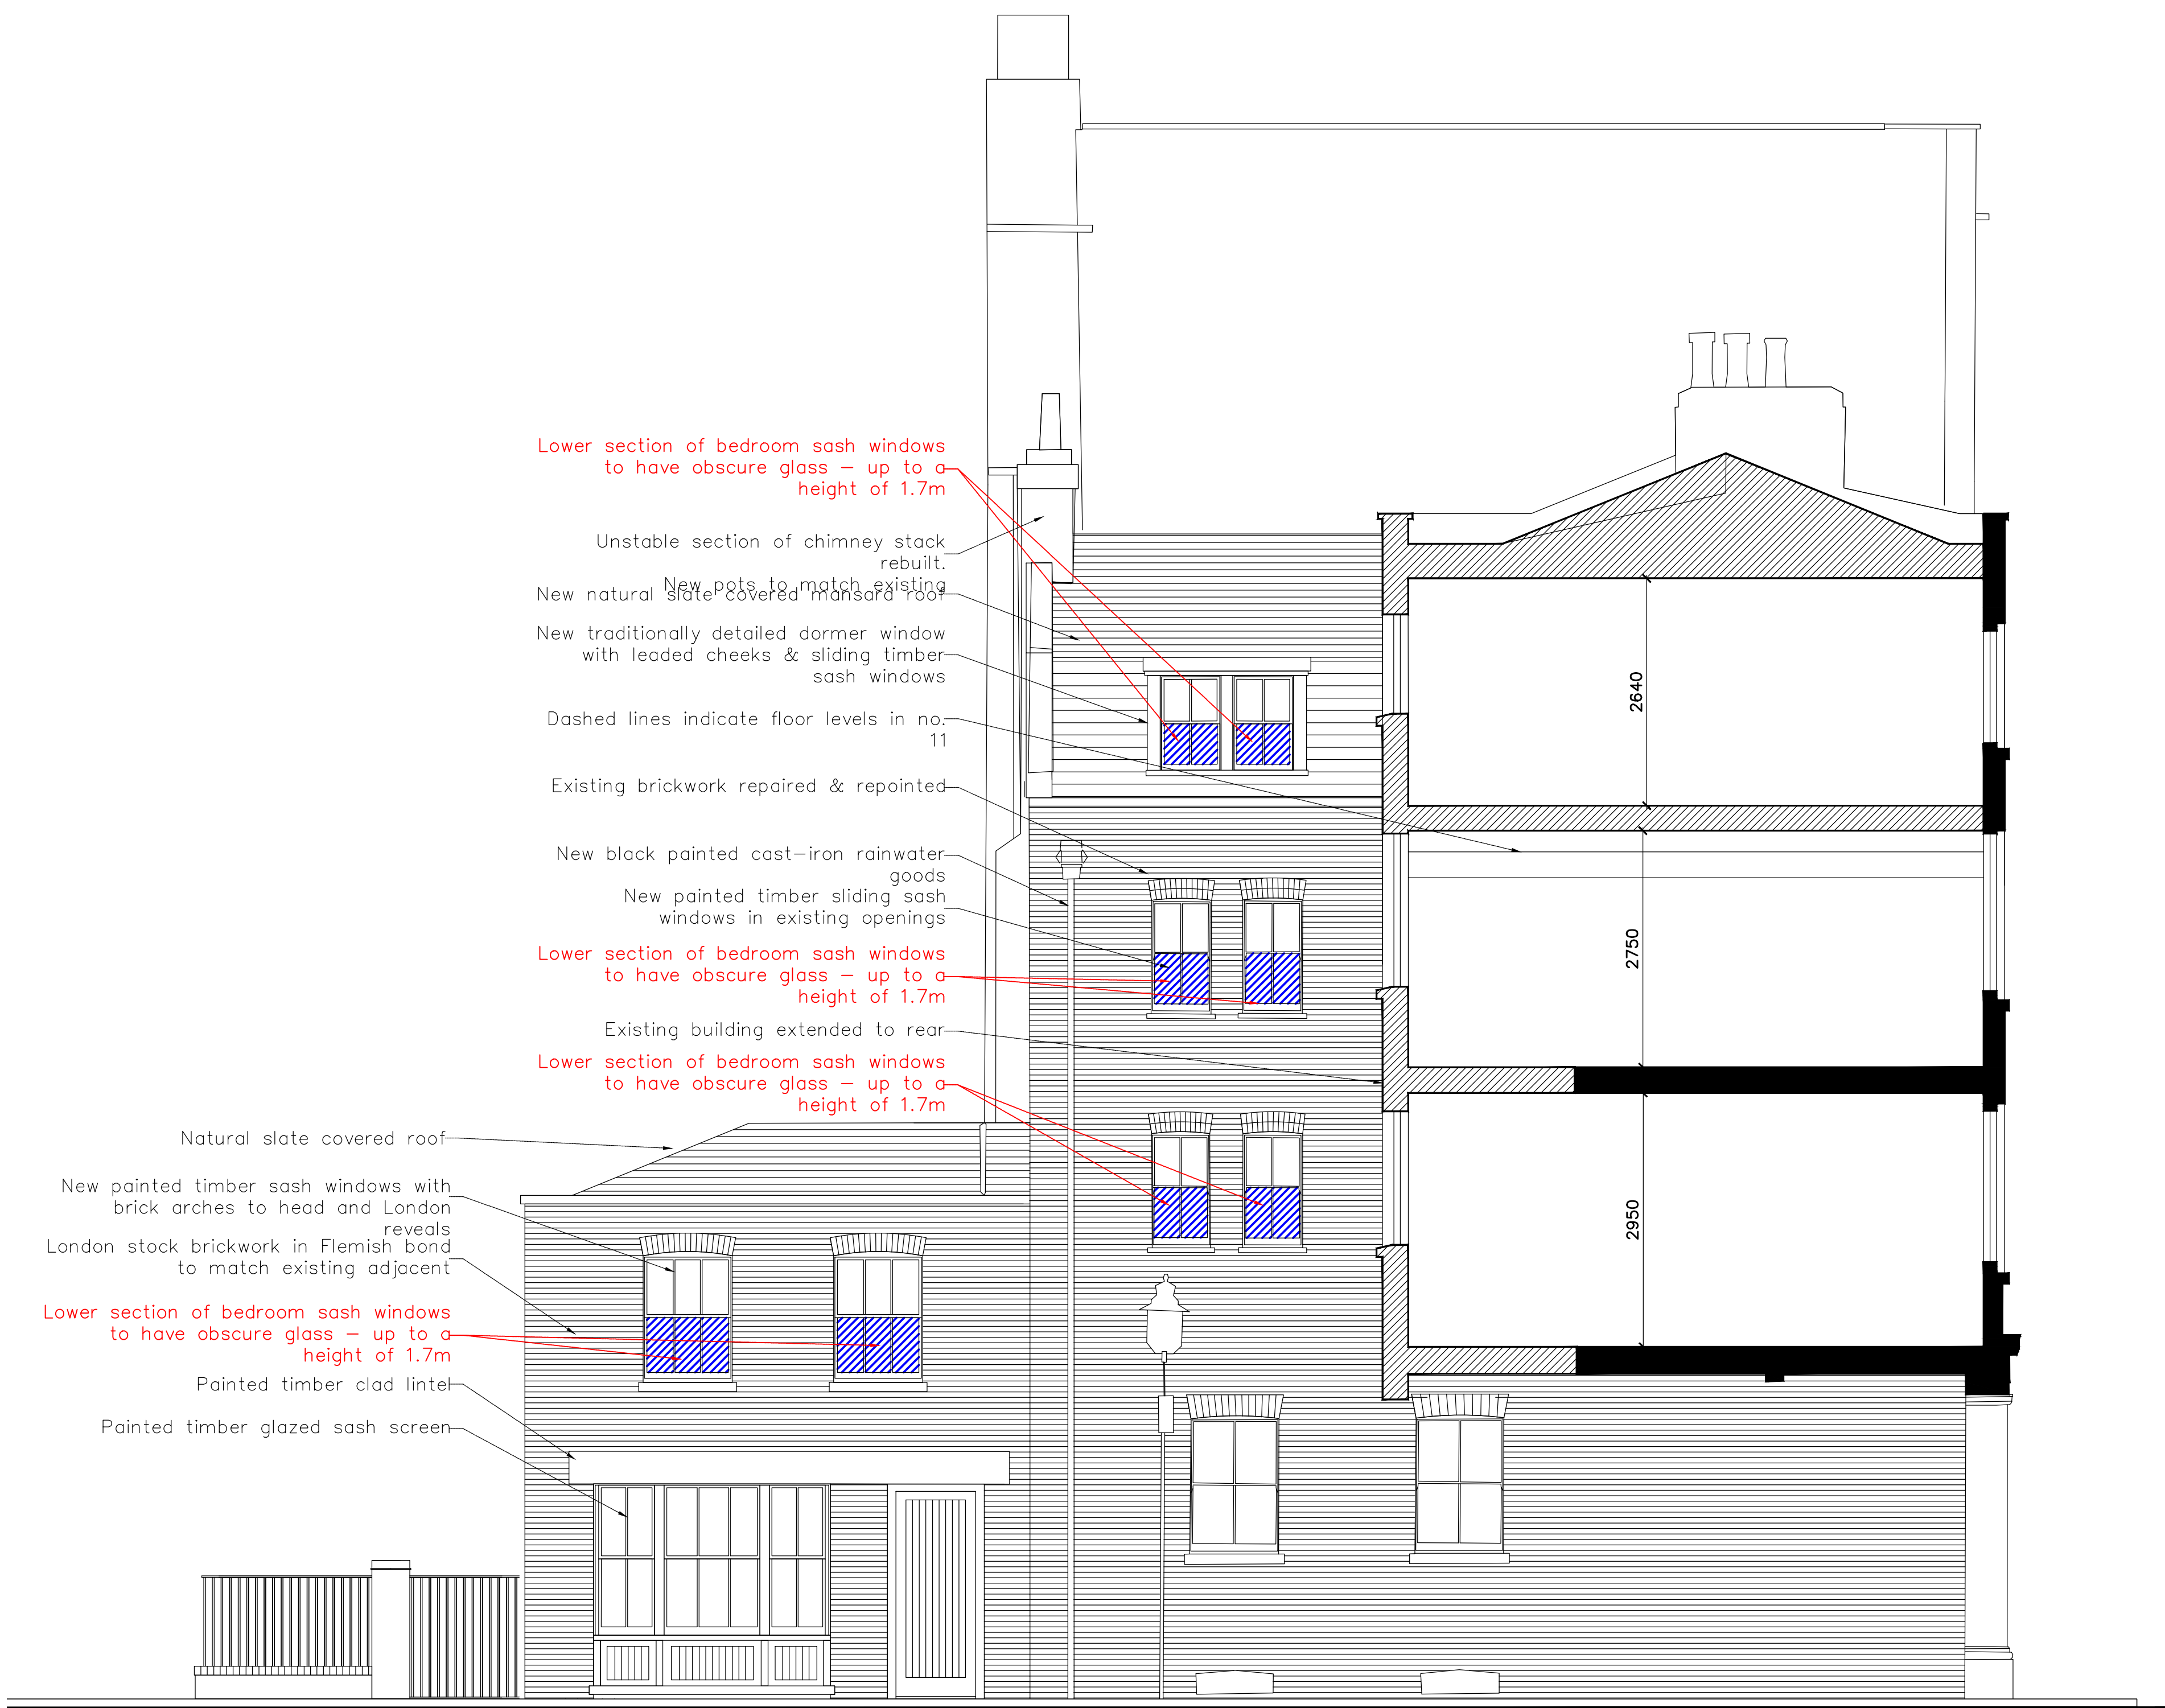 Lower section of bedroom sash windows
to have obscure glass – up to a
height of 1.7m
Unstable section of chimney stack
rebuilt.
New pots to match existing
New natural slate covered mansard roof
New traditionally detailed dormer window
with leaded cheeks & sliding timber
sash windows
Dashed lines indicate floor levels in no.
11
Existing brickwork repaired & repointed
New black painted cast–iron rainwater
goods
New painted timber sliding sash
windows in existing openings
Lower section of bedroom sash windows
to have obscure glass – up to a
height of 1.7m
Existing building extended to rear
Lower section of bedroom sash windows
to have obscure glass – up to a
height of 1.7m
Natural slate covered roof
New painted timber sash windows with
brick arches to head and London
reveals
London stock brickwork in Flemish bond
to match existing adjacent
Lower section of bedroom sash windows
to have obscure glass – up to a
height of 1.7m
Painted timber clad lintel
Painted timber glazed sash screen
2640
2750
2950